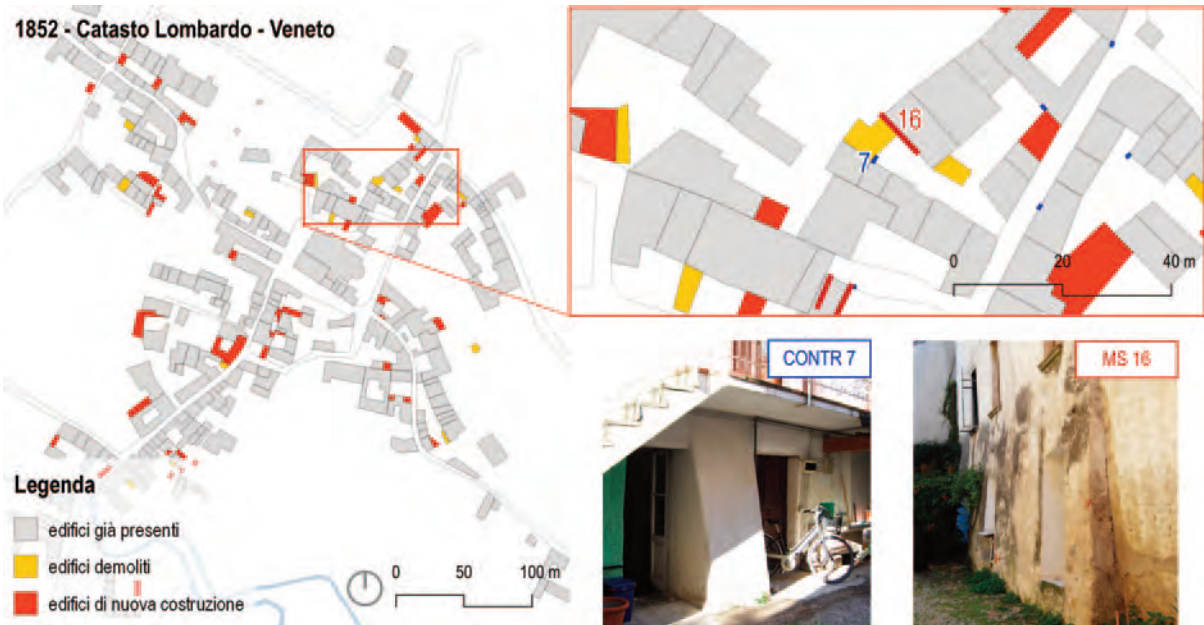 1852 - Catasto Lombardo - Veneto
16
7
0
20
40 m
CONTR 7
MS 16
Legenda
edifici già presenti
edifici demoliti
edifici di nuova costruzione
0
50
100 m